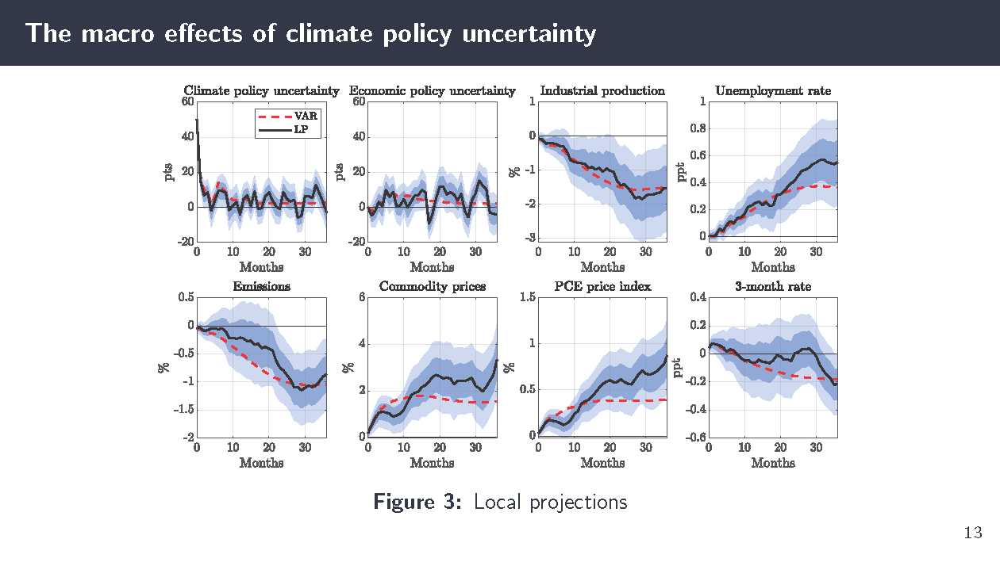 The macro effects of climate policy uncertainty
Climate policy uncertainty
60
40
20
0
-20
pts
VAR
LP
0 10 20 30
Months
Economic policy uncertainty
60
40
20
0
-20
pts
0 10 20 30
Months
Industrial production
1
0
-1
-2
-3
%
0 10 20 30
Months
Unemployment rate
1
0.8
0.6
0.4
0.2
0
ppt
0 10 20 30
Months
Emissions
0.5
0
-0.5
-1
-1.5
-2
%
0 10 20 30
Months
Commodity prices
6
4
2
0
%
0 10 20 30
Months
PCE price index
1.5
1
0.5
0
%
0 10 20 30
Months
3-month rate
0.4
0.2
0
-0.2
-0.4
-0.6
ppt
0 10 20 30
Months
Figure 3: Local projections
13